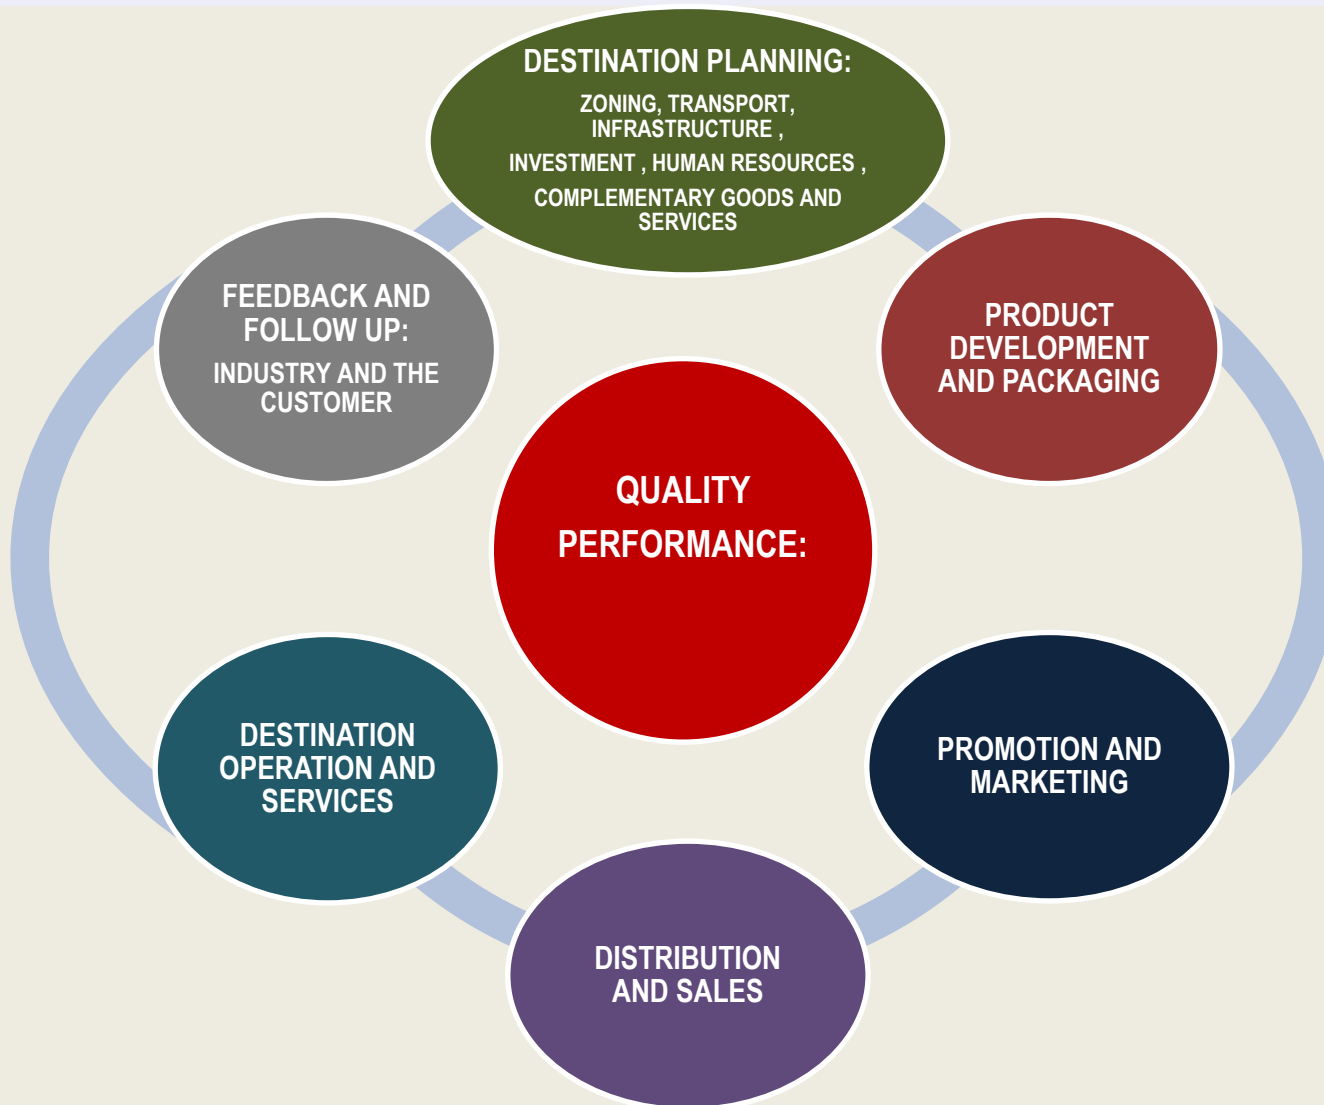 DESTINATION PLANNING:
ZONING, TRANSPORT,
INFRASTRUCTURE ,
INVESTMENT , HUMAN RESOURCES ,
COMPLEMENTARY GOODS AND
SERVICES
FEEDBACK AND
FOLLOW UP:
INDUSTRY AND THE
CUSTOMER
PRODUCT
DEVELOPMENT
AND PACKAGING
QUALITY
PERFORMANCE:
DESTINATION
OPERATION AND
SERVICES
PROMOTION AND
MARKETING
DISTRIBUTION
AND SALES